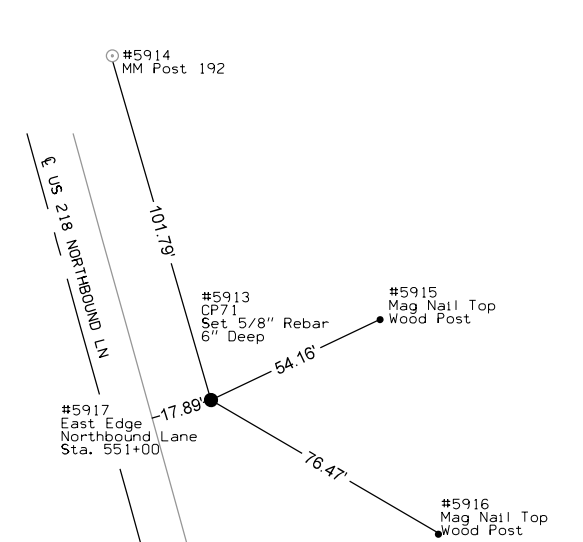 #5914
MM Post 192
℄ US 218 NORTHBOUND LN
101.79'
#5913
CP71
Set 5/8" Rebar
6" Deep
#5915
Mag Nail Top
Wood Post
54.16'
17.89'
#5917
East Edge
Northbound Lane
Sta. 551+00
76.47'
#5916
Mag Nail Top
Wood Post